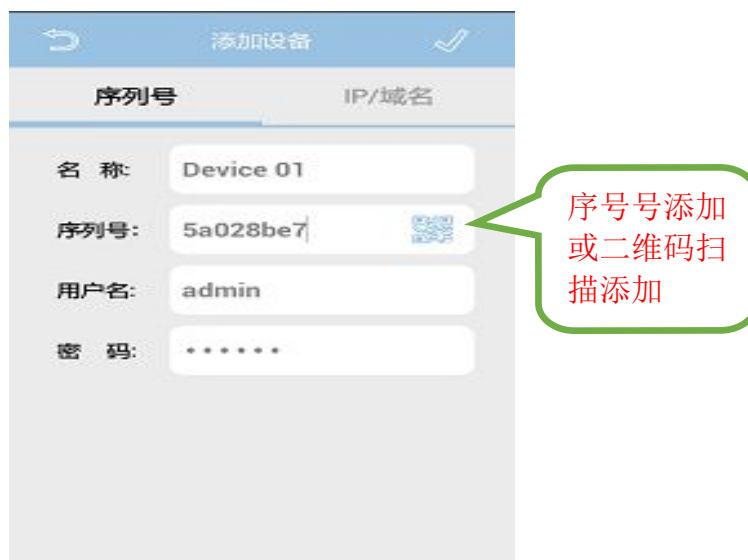 添加设备
序列号 IP/域名
名 称: Device 01
序列号: 5a028be7
用户名: admin
密 码: ••••••
序号号添加
或二维码扫
描添加